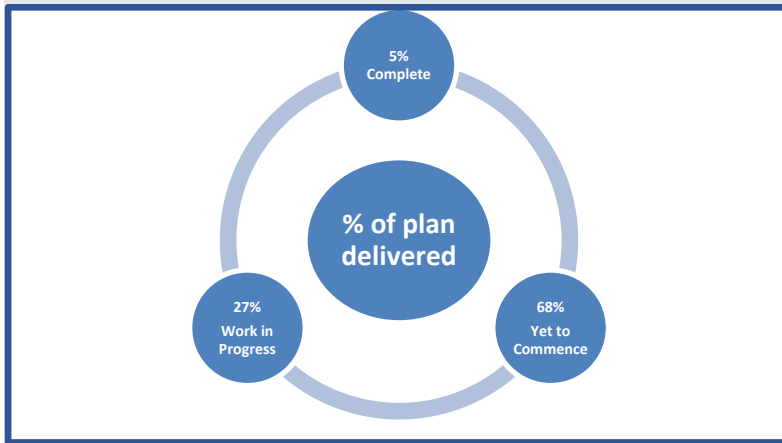 5%
Complete
% of plan
delivered
27%
Work in
Progress
68%
Yet to
Commence